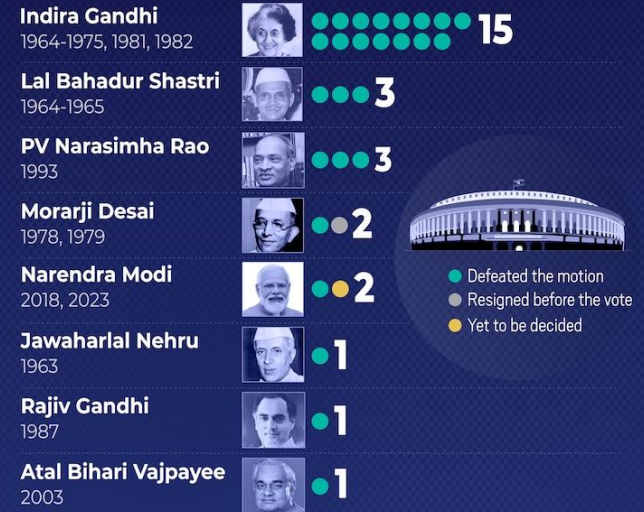 Indira Gandhi
1964-1975, 1981, 1982
15
Lal Bahadur Shastri
1964-1965
3
PV Narasimha Rao
1993
3
Morarji Desai
1978, 1979
2
Narendra Modi
2018, 2023
2
Jawaharlal Nehru
1963
1
Rajiv Gandhi
1987
1
Atal Bihari Vajpayee
2003
1
Defeated the motion
Resigned before the vote
Yet to be decided